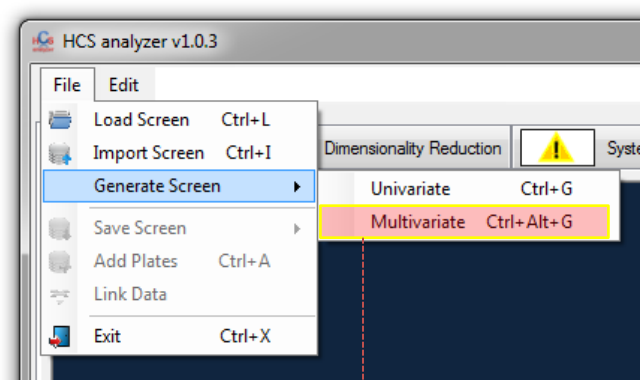 HCS analyzer v1.0.3
File Edit
Load Screen Ctrl+L
Import Screen Ctrl+I
Dimensionality Reduction
Generate Screen
Univariate Ctrl+G
Multivariate Ctrl+Alt+G
Save Screen
Add Plates Ctrl+A
Link Data
Exit Ctrl+X